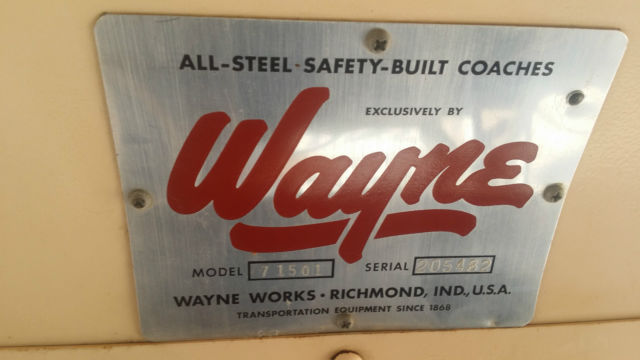 ALL-STEEL·SAFETY-BUILT COACHES
EXCLUSIVELY BY
Wayne
MODEL 71501 SERIAL 205482
WAYNE WORKS · RICHMOND, IND., U.S.A.
TRANSPORTATION EQUIPMENT SINCE 1868